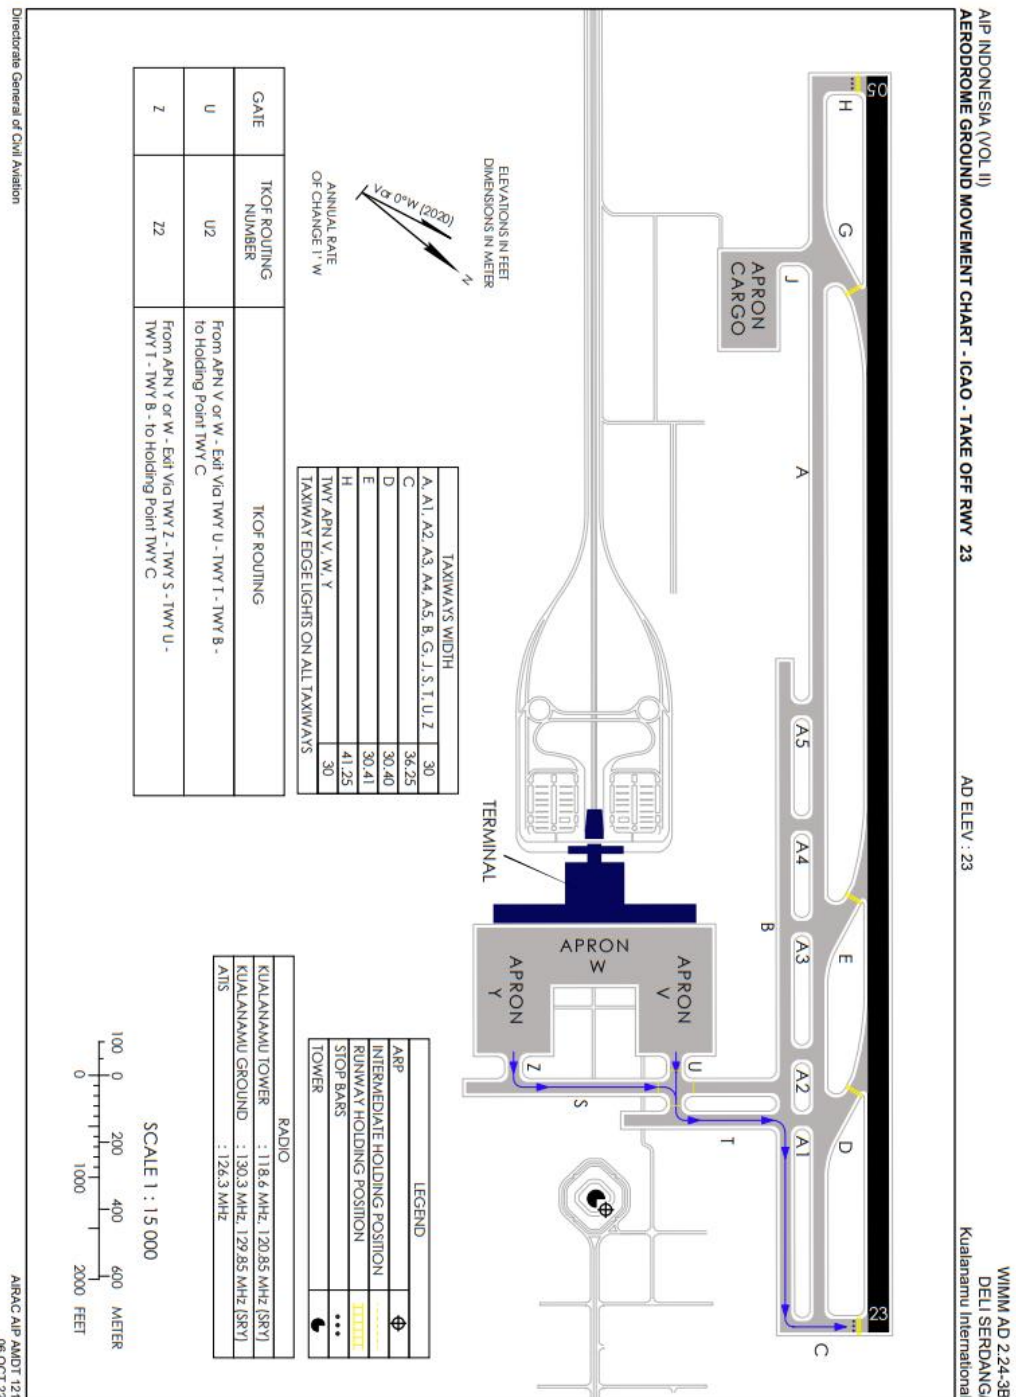 AIP INDONESIA (VOL II)
AERODROME GROUND MOVEMENT CHART - ICAO - TAKE OFF RWY 23
AD ELEV : 23
WIMM AD 2.24-3B
DELI SERDANG
Kualanamu International
05
23
H
G
J
APRON
CARGO
A
A5
A4
A3
A2
A1
B
E
D
C
ELEVATIONS IN FEET
DIMENSIONS IN METER
Var 0° W (2020)
N
ANNUAL RATE
OF CHANGE 1' W
TERMINAL
APRON
W
APRON
V
APRON
Y
U
Z
S
T
TAXIWAYS WIDTH
A, A1, A2, A3, A4, A5, B, G, J, S, T, U, Z 30
C 36.25
D 30.40
E 30.41
H 41.25
TWY APN V, W, Y 30
TAXIWAY EDGE LIGHTS ON ALL TAXIWAYS
GATE
TKOF ROUTING
NUMBER
TKOF ROUTING
U
U2
From APN V or W - Exit Via TWY U - TWY T - TWY B -
to Holding Point TWY C
Z
Z2
From APN Y or W - Exit Via TWY Z - TWY S - TWY U -
TWY T - TWY B - to Holding Point TWY C
LEGEND
ARP
INTERMEDIATE HOLDING POSITION
RUNWAY HOLDING POSITION
STOP BARS
TOWER
RADIO
KUALANAMU TOWER : 118.6 MHz, 120.85 MHz (SRY)
KUALANAMU GROUND : 130.3 MHz, 129.85 MHz (SRY)
ATIS : 126.3 MHz
SCALE 1 : 15 000
100 0 200 400 600 METER
0 1000 2000 FEET
Directorate General of Civil Aviation
AIRAC AIP AMDT 121
06 OCT 22